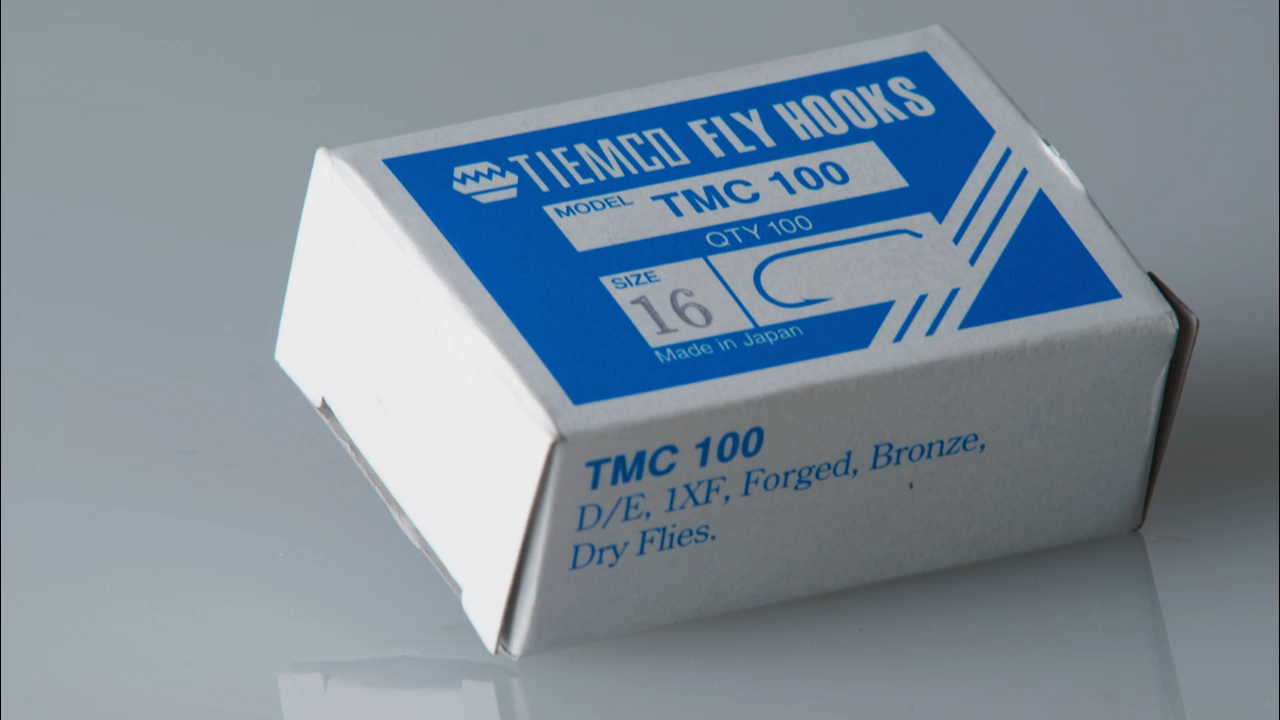 TIEMCO FLY HOOKS
MODEL TMC 100
QTY 100
SIZE
16
Made in Japan
TMC 100
D/E, 1XF, Forged, Bronze,
Dry Flies.